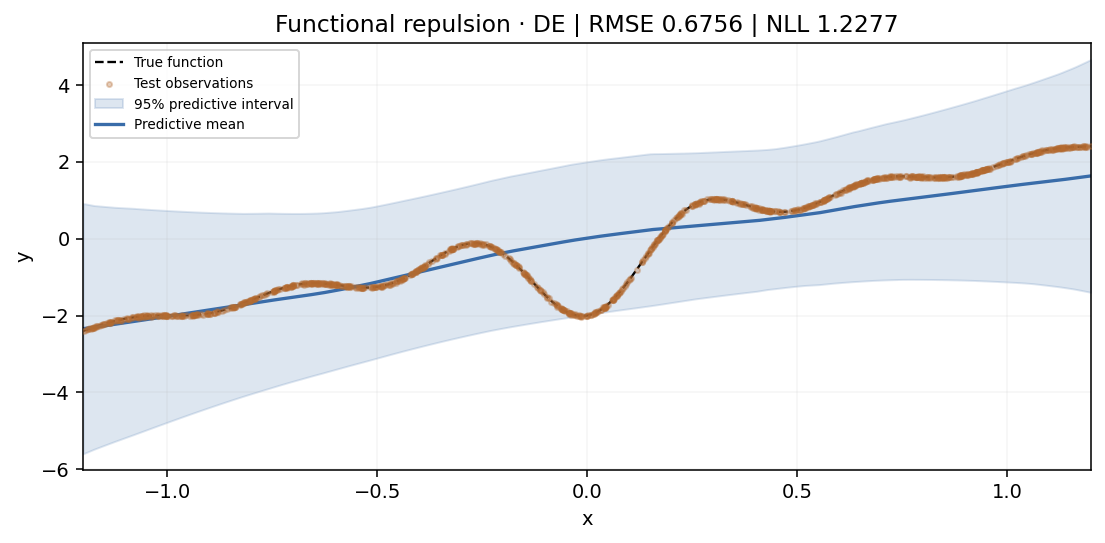 Functional repulsion · DE | RMSE 0.6756 | NLL 1.2277
True function
Test observations
95% predictive interval
Predictive mean
y
4
2
0
−2
−4
−6
−1.0 −0.5 0.0 0.5 1.0
x